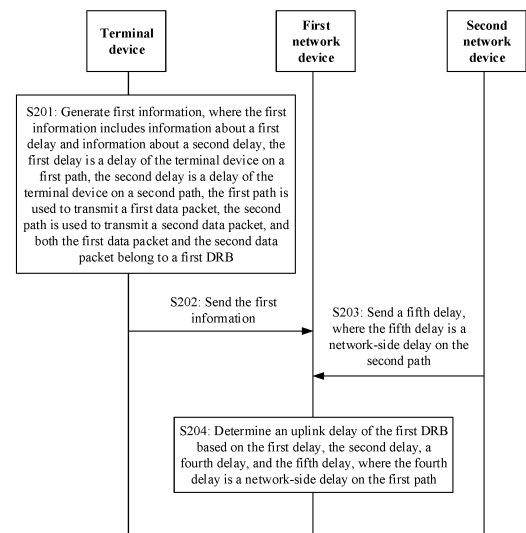 Terminal
device
First
network
device
Second
network
device
S201: Generate first information, where the first
information includes information about a first
delay and information about a second delay, the
first delay is a delay of the terminal device on a
first path, the second delay is a delay of the
terminal device on a second path, the first path is
used to transmit a first data packet, the second
path is used to transmit a second data packet, and
both the first data packet and the second data
packet belong to a first DRB
S202: Send the first
information
S203: Send a fifth delay,
where the fifth delay is a
network-side delay on the
second path
S204: Determine an uplink delay of the first DRB
based on the first delay, the second delay, a
fourth delay, and the fifth delay, where the fourth
delay is a network-side delay on the first path